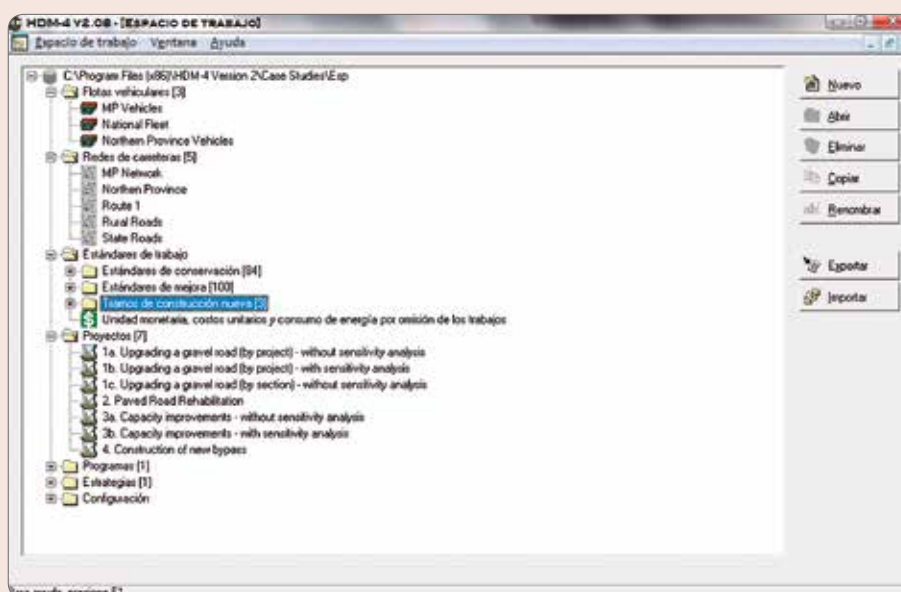 HDM-4 V2.08 - [ESPACIO DE TRABAJO]
Espacio de trabajo Ventana Ayuda
C:\Program Files (x86)\HDM-4 Version 2\Case Studies\Esp
Flotas vehiculares [3]
MP Vehicles
National Fleet
Northern Province Vehicles
Redes de carreteras [5]
MP Network
Northern Province
Route 1
Rural Roads
State Roads
Estándares de trabajo
Estándares de conservación [84]
Estándares de mejora [100]
Tramos de construcción nueva [3]
Unidad monetaria, costos unitarios y consumo de energía por omisión de los trabajos
Proyectos [7]
1a. Upgrading a gravel road (by project) - without sensitivity analysis
1b. Upgrading a gravel road (by project) - with sensitivity analysis
1c. Upgrading a gravel road (by section) - without sensitivity analysis
2. Paved Road Rehabilitation
3a. Capacity improvements - without sensitivity analysis
3b. Capacity improvements - with sensitivity analysis
4. Construction of new bypass
Programas [1]
Estrategias [1]
Configuración
Nuevo
Abrir
Eliminar
Copiar
Renombrar
Exportar
Importar